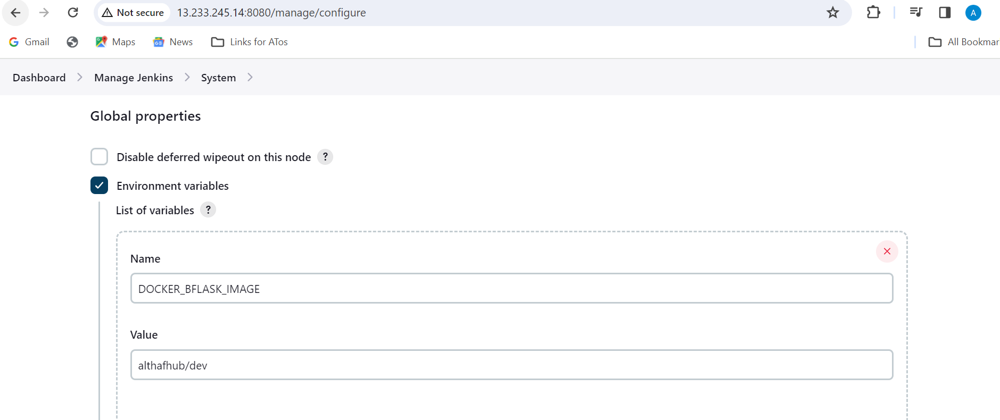 Not secure 13.233.245.14:8080/manage/configure A
Gmail Maps News Links for ATos All Bookmar
Dashboard Manage Jenkins System
Global properties
Disable deferred wipeout on this node ?
Environment variables
List of variables ?
Name
DOCKER_BFLASK_IMAGE
Value
althafhub/dev